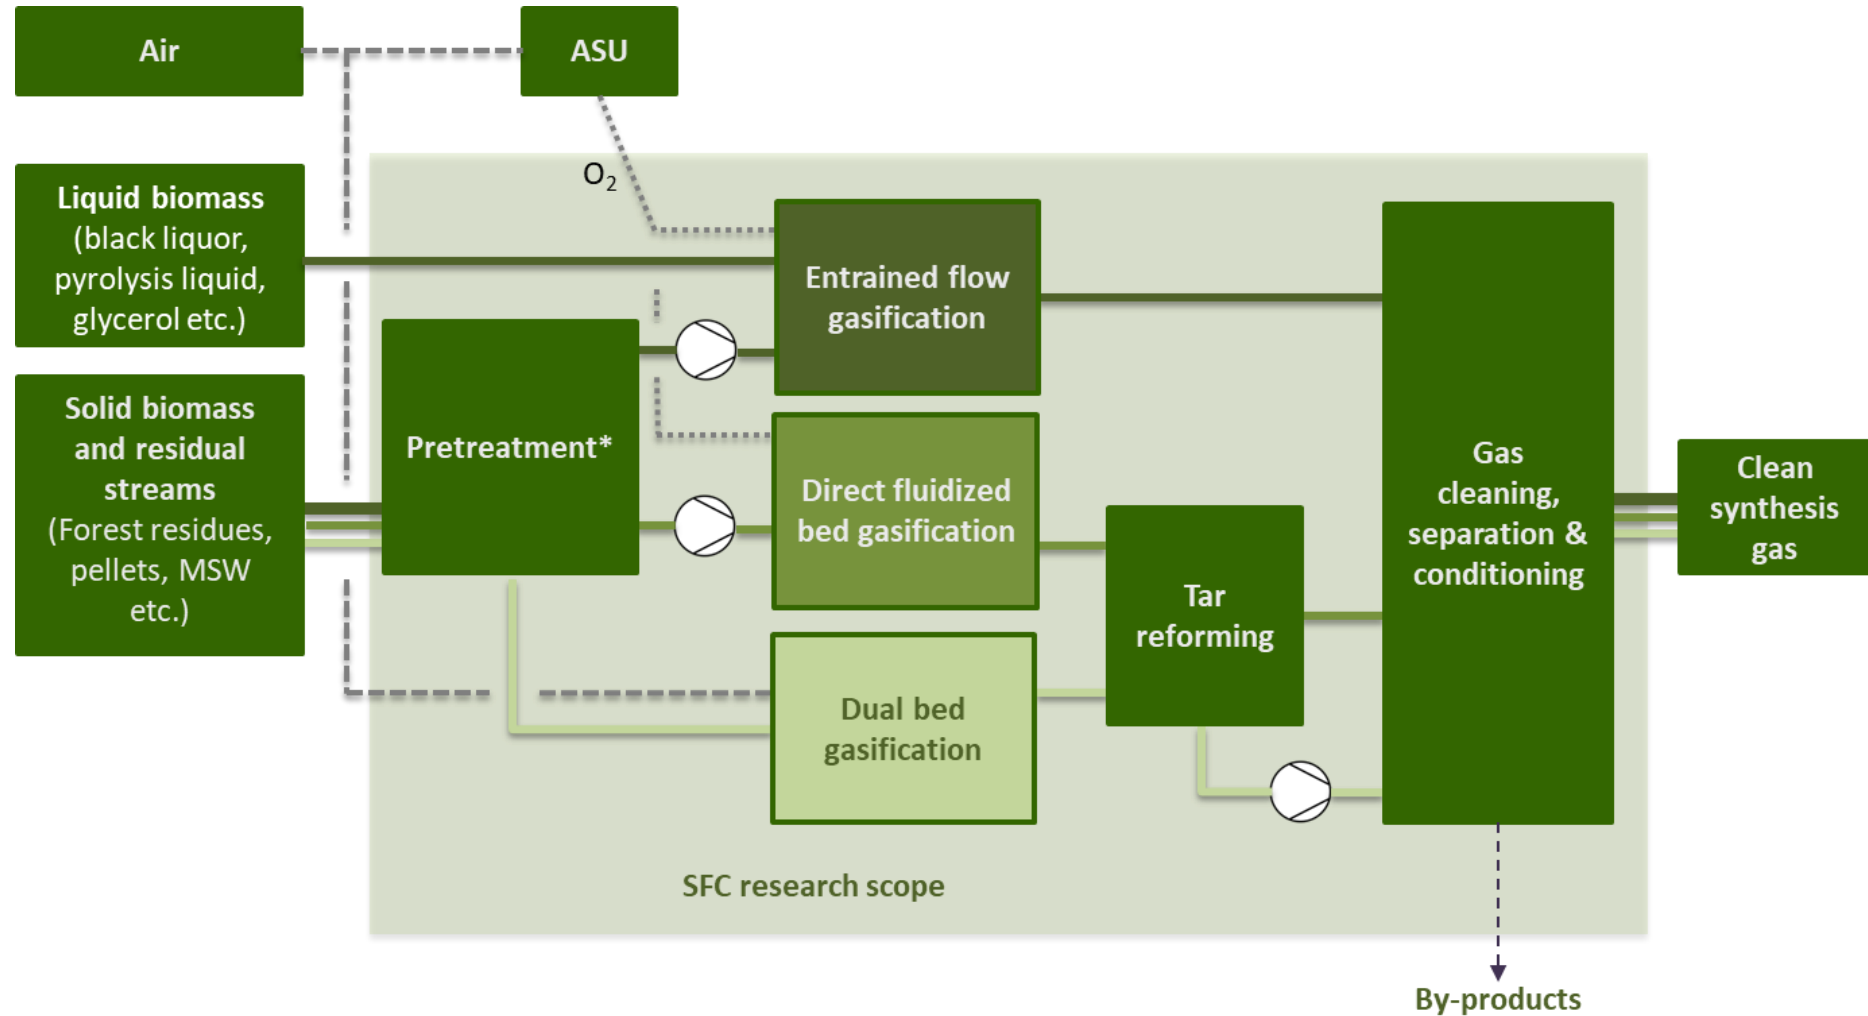 Air
ASU
O₂
Liquid biomass
(black liquor,
pyrolysis liquid,
glycerol etc.)
Solid biomass
and residual
streams
(Forest residues,
pellets, MSW
etc.)
Pretreatment*
Entrained flow
gasification
Direct fluidized
bed gasification
Dual bed
gasification
Tar
reforming
Gas
cleaning,
separation &
conditioning
Clean
synthesis
gas
SFC research scope
By-products